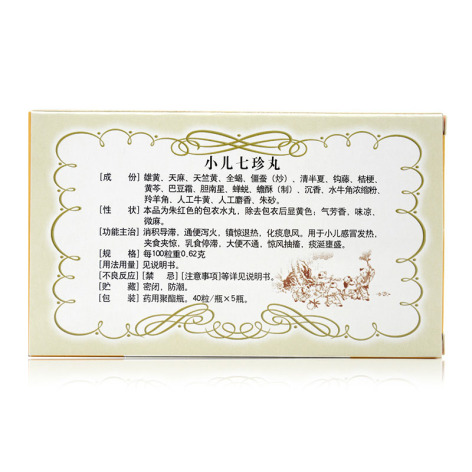 小儿七珍丸
[成 份] 雄黄、天麻、天竺黄、全蝎、僵蚕（炒）、清半夏、钩藤、桔梗、
黄芩、巴豆霜、胆南星、蝉蜕、蟾酥（制）、沉香、水牛角浓缩粉、
羚羊角、人工牛黄、人工麝香、朱砂。
[性 状] 本品为朱红色的包衣水丸，除去包衣后显黄色；气芳香，味凉、
微麻。
[功能主治] 消积导滞，通便泻火，镇惊退热，化痰息风。用于小儿感冒发热，
夹食夹惊，乳食停滞，大便不通，惊风抽搐，痰涎壅盛。
[规 格] 每100粒重0.62克
[用法用量] 见说明书。
[不良反应] [禁 忌] [注意事项]等详见说明书。
[贮 藏] 密闭，防潮。
[包 装] 药用聚酯瓶。40粒/瓶×5瓶。